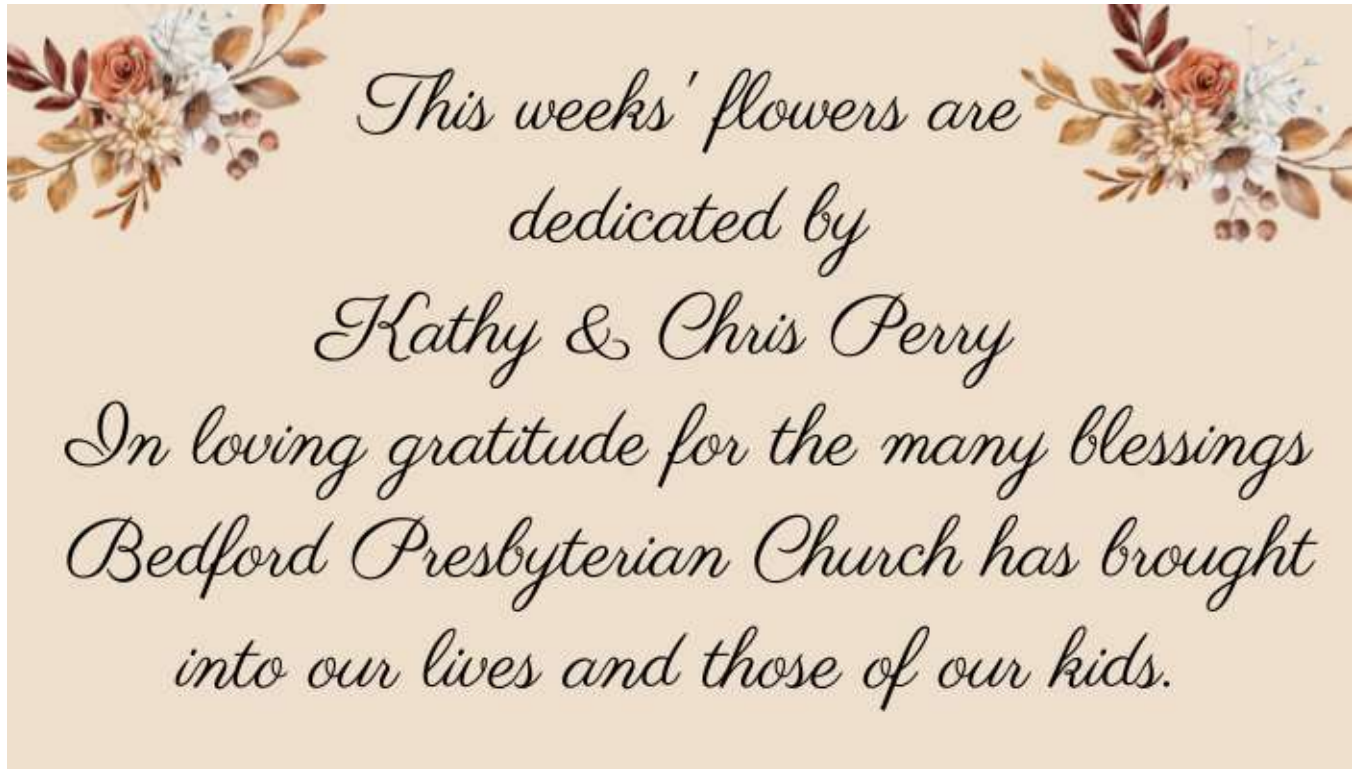 This weeks' flowers are
dedicated by
Kathy & Chris Perry
In loving gratitude for the many blessings
Bedford Presbyterian Church has brought
into our lives and those of our kids.